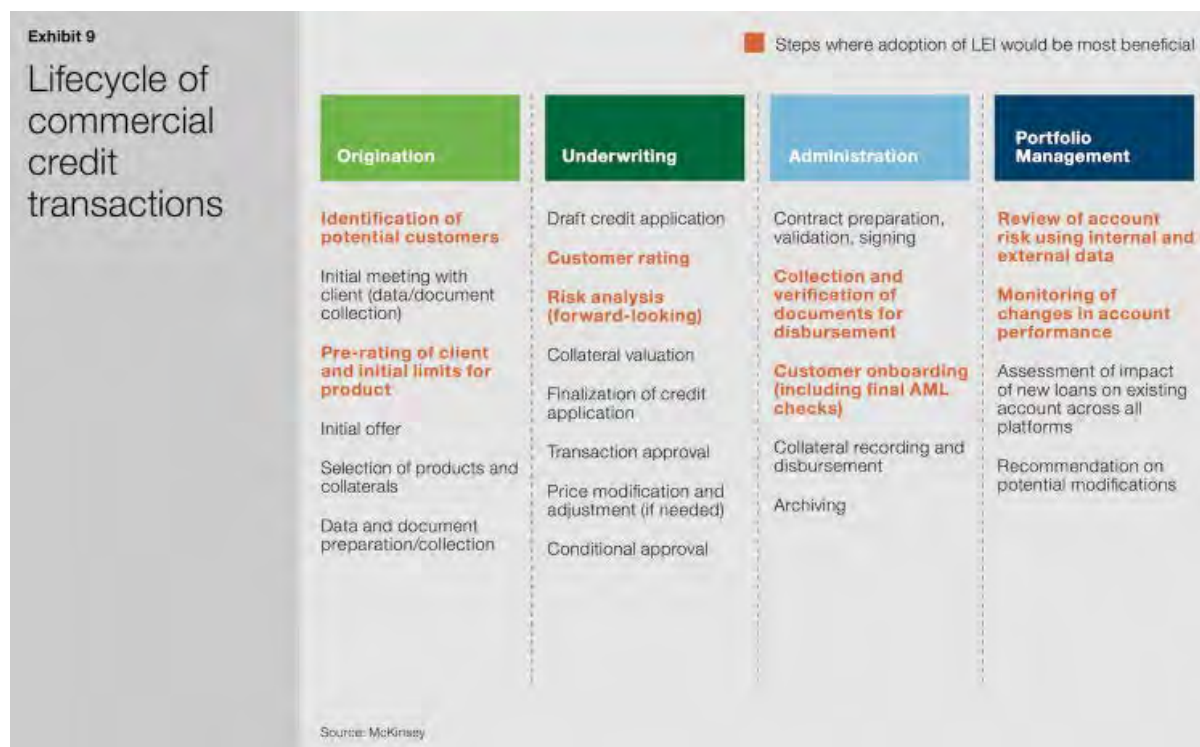 Exhibit 9
Lifecycle of
commercial
credit
transactions
Steps where adoption of LEI would be most beneficial
Origination
Identification of
potential customers
Initial meeting with
client (data/document
collection)
Pre-rating of client
and initial limits for
product
Initial offer
Selection of products and
collaterals
Data and document
preparation/collection
Underwriting
Draft credit application
Customer rating
Risk analysis
(forward-looking)
Collateral valuation
Finalization of credit
application
Transaction approval
Price modification and
adjustment (if needed)
Conditional approval
Administration
Contract preparation,
validation, signing
Collection and
verification of
documents for
disbursement
Customer onboarding
(including final AML
checks)
Collateral recording and
disbursement
Archiving
Portfolio
Management
Review of account
risk using internal and
external data
Monitoring of
changes in account
performance
Assessment of impact
of new loans on existing
account across all
platforms
Recommendation on
potential modifications
Source: McKinsey